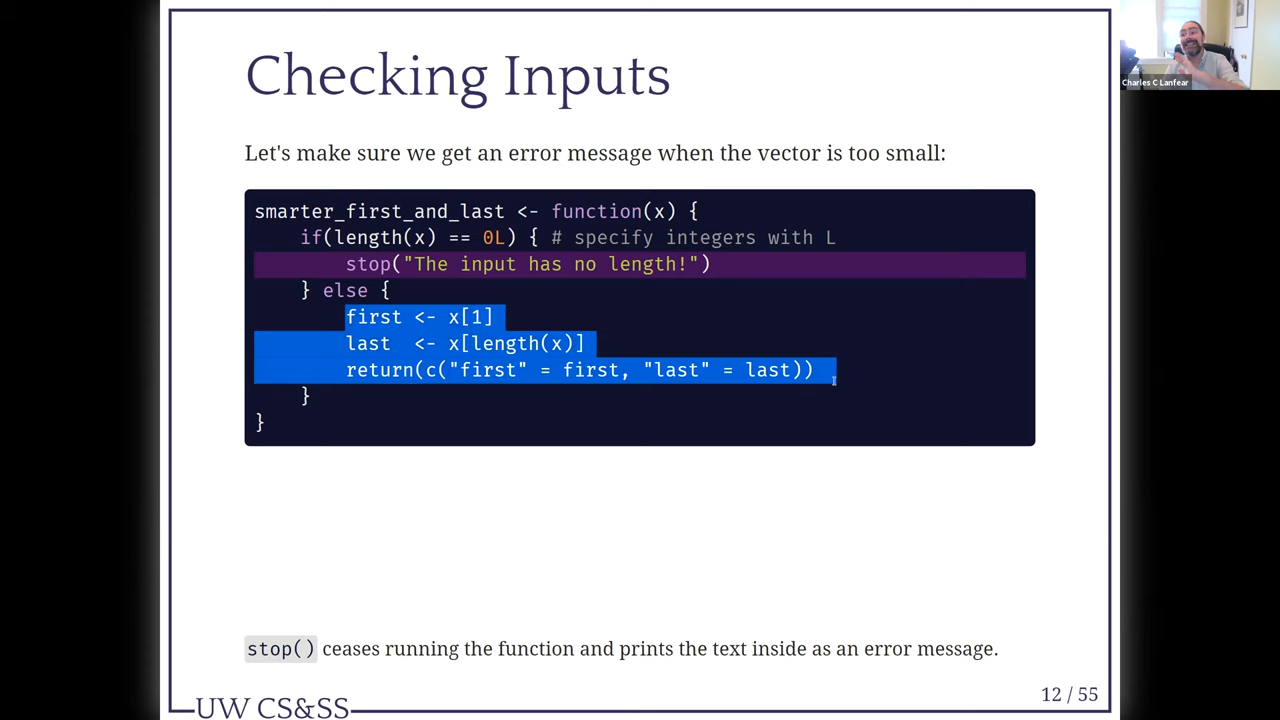 Checking Inputs
Charles C Lanfear
Let's make sure we get an error message when the vector is too small:
smarter_first_and_last <- function(x) {
    if(length(x) == 0L) { # specify integers with L
        stop("The input has no length!")
    } else {
        first <- x[1]
        last  <- x[length(x)]
        return(c("first" = first, "last" = last))
    }
}
stop() ceases running the function and prints the text inside as an error message.
12 / 55
UW CS&SS